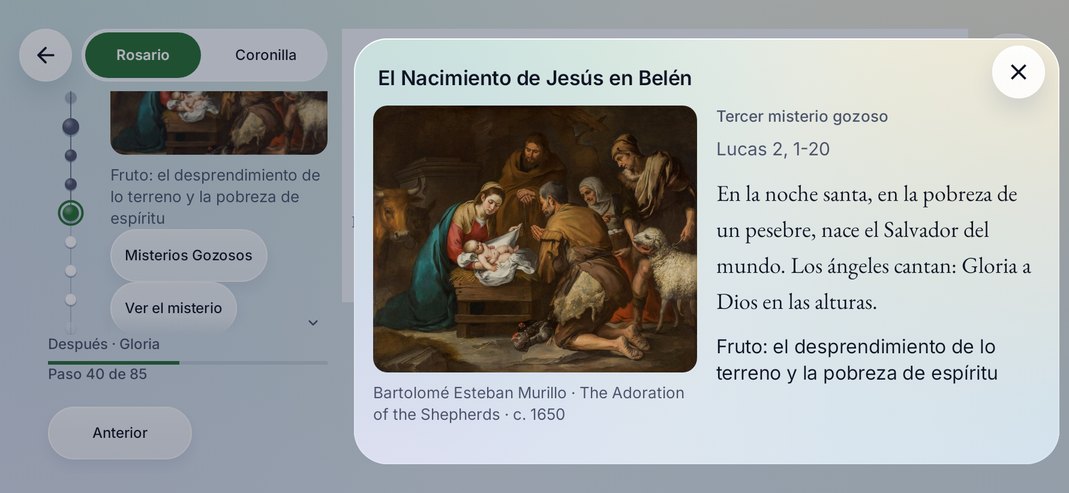 Rosario
Coronilla
Fruto: el desprendimiento de
lo terreno y la pobreza de
espíritu
Misterios Gozosos
Ver el misterio
Después · Gloria
Paso 40 de 85
Anterior
El Nacimiento de Jesús en Belén
Bartolomé Esteban Murillo · The Adoration
of the Shepherds · c. 1650
Tercer misterio gozoso
Lucas 2, 1-20
En la noche santa, en la pobreza de
un pesebre, nace el Salvador del
mundo. Los ángeles cantan: Gloria a
Dios en las alturas.
Fruto: el desprendimiento de lo
terreno y la pobreza de espíritu